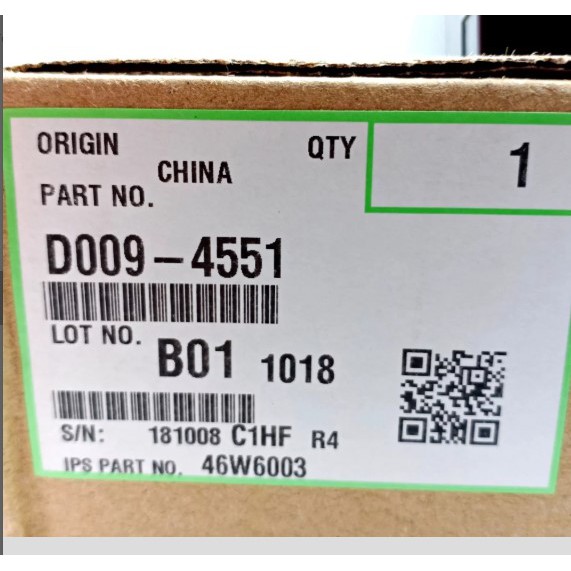 ORIGIN QTY 1
CHINA
PART NO.
D009-4551
LOT NO.
B01 1018
S/N: 181008 C1HF R4
IPS PART NO. 46W6003